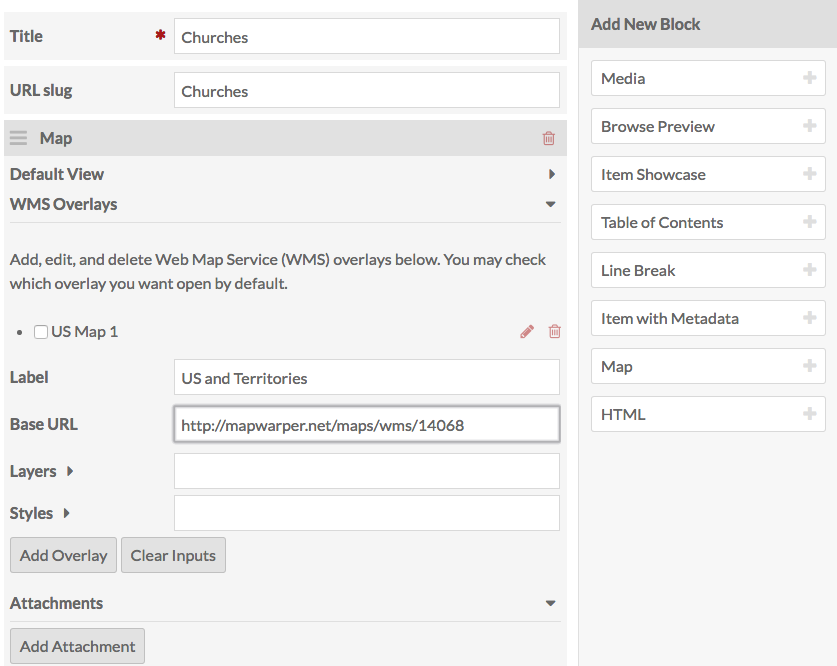 Title * Churches
URL slug Churches
Map
Default View
WMS Overlays
Add, edit, and delete Web Map Service (WMS) overlays below. You may check
which overlay you want open by default.
• US Map 1
Label US and Territories
Base URL http://mapwarper.net/maps/wms/14068
Layers
Styles
Add Overlay Clear Inputs
Attachments
Add Attachment
Add New Block
Media
Browse Preview
Item Showcase
Table of Contents
Line Break
Item with Metadata
Map
HTML